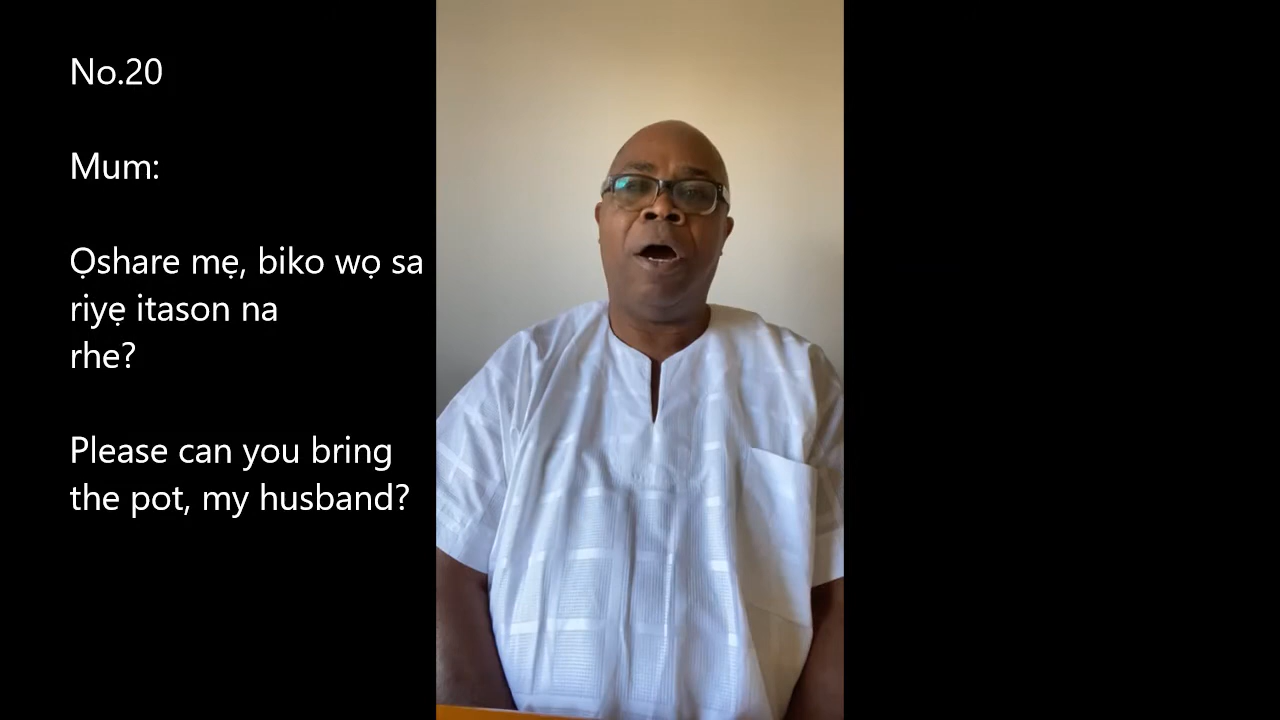 No.20
Mum:
Ọshare mẹ, biko wọ sa
riyẹ itason na
rhe?
Please can you bring
the pot, my husband?